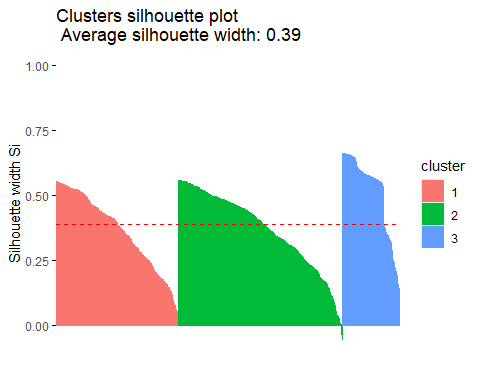 Clusters silhouette plot
Average silhouette width: 0.39
1.00
0.75
0.50
0.25
0.00
Silhouette width Si
cluster
1
2
3